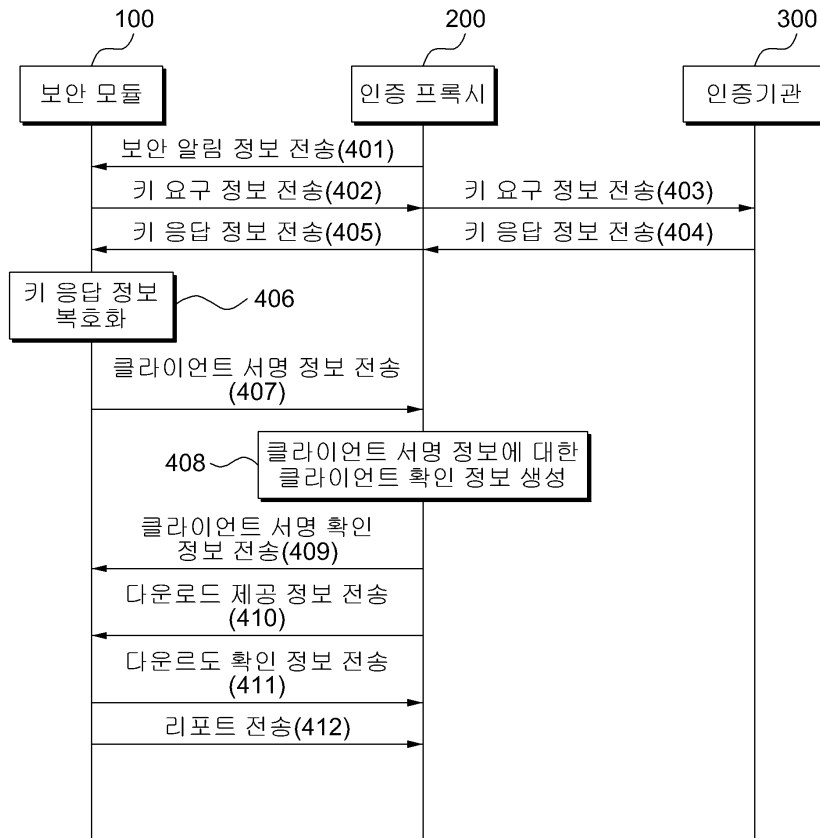 100
200
300
보안 모듈
인증 프록시
인증기관
보안 알림 정보 전송(401)
키 요구 정보 전송(402)
키 요구 정보 전송(403)
키 응답 정보 전송(405)
키 응답 정보 전송(404)
키 응답 정보
복호화
406
클라이언트 서명 정보 전송
(407)
408
클라이언트 서명 정보에 대한
클라이언트 확인 정보 생성
클라이언트 서명 확인
정보 전송(409)
다운로드 제공 정보 전송
(410)
다운르도 확인 정보 전송
(411)
리포트 전송(412)